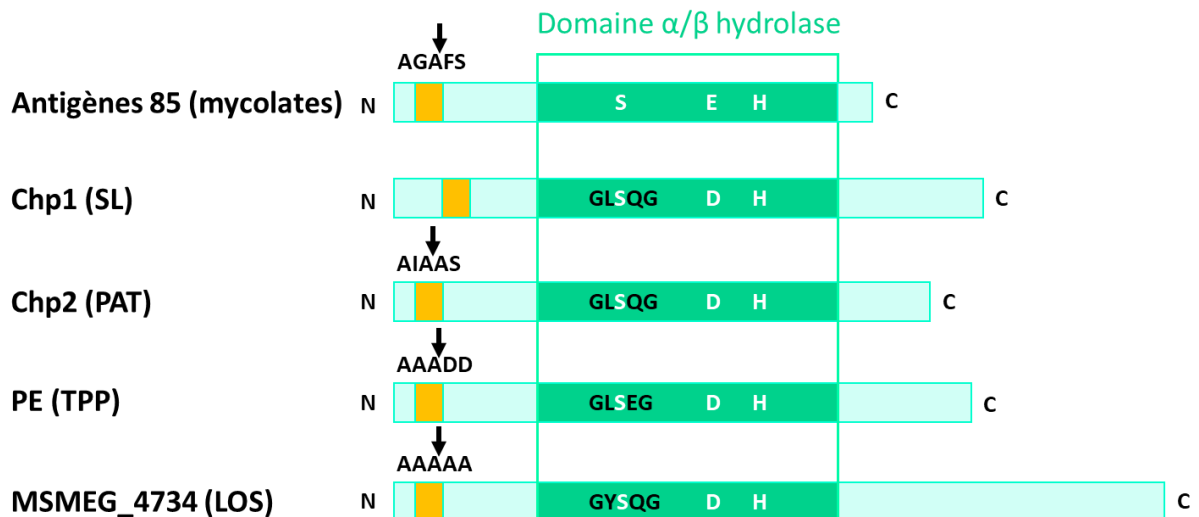 Domaine α/β hydrolase
AGAFS
Antigènes 85 (mycolates) N S E H C
Chp1 (SL) N GLSQG D H C
AIAAS
Chp2 (PAT) N GLSQG D H C
AAADD
PE (TPP) N GLSEG D H C
AAAAA
MSMEG_4734 (LOS) N GYSQG D H C